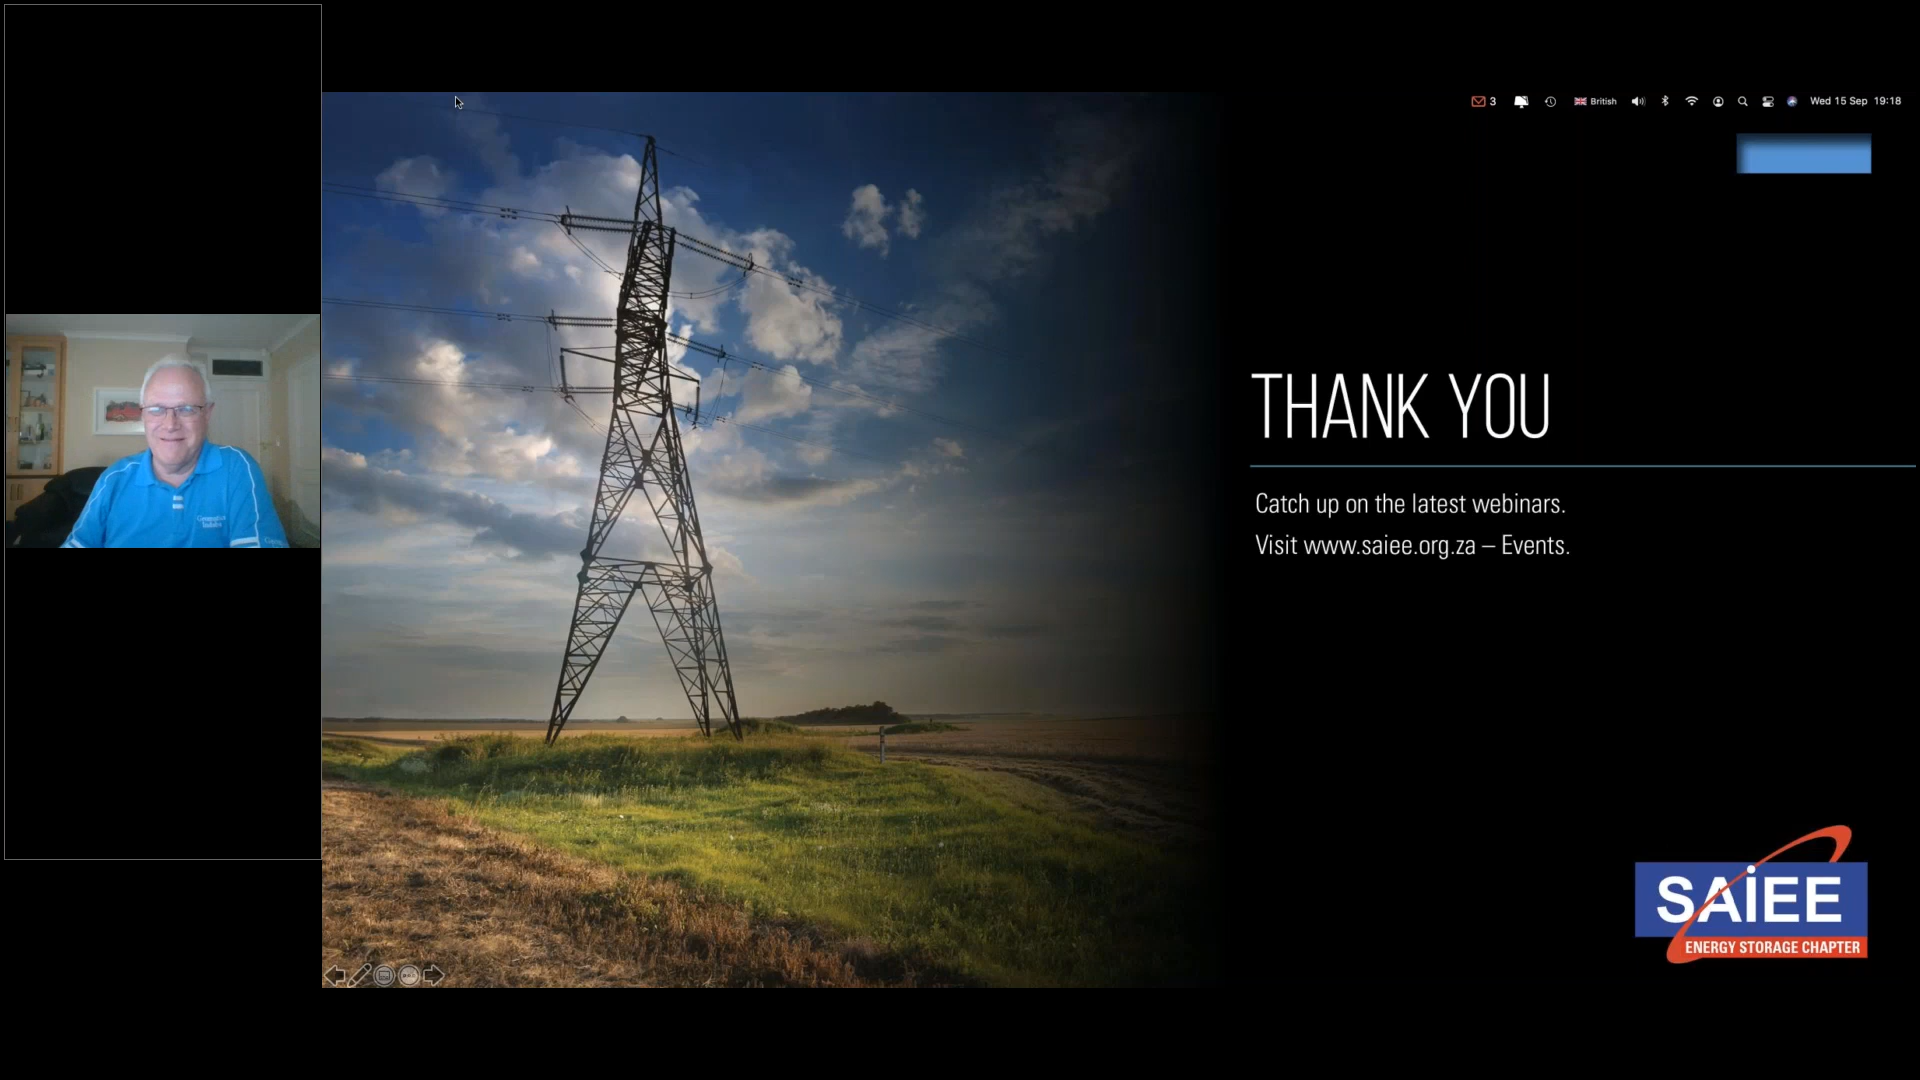 3
British
Wed 15 Sep 19:18
THANK YOU
Catch up on the latest webinars.
Visit www.saiee.org.za – Events.
SAiEE
ENERGY STORAGE CHAPTER